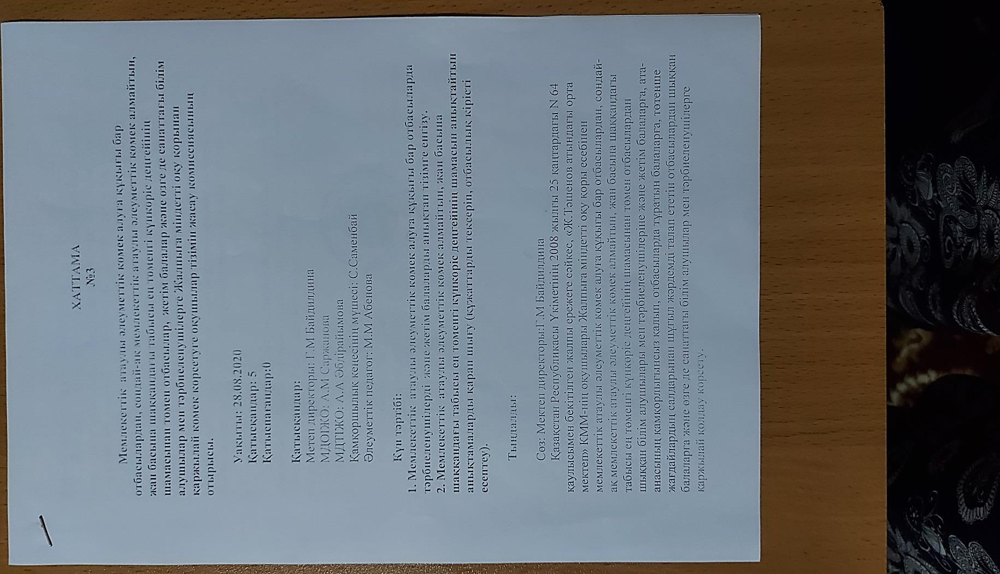 ХАТТАМА
№3
Мемлекеттік атаулы әлеуметтік көмек алуға құқығы бар
отбасылардан, сондай-ақ мемлекеттік атаулы әлеуметтік көмек алмайтын,
жан басына шаққандағы табысы ең төменгі күнкөріс деңгейінің
шамасынан төмен отбасылар, жетім балалар және өзге де санаттағы білім
алушылар мен тәрбиеленушілерге Жалпыға міндетті оқу қорынан
қаржылай көмек көрсетуге оқушылар тізімін жасау комиссиясының
отырысы.
Уақыты: 28.08.2020
Қатысқандар: 5
Қатыспағандар:0
Қатысқандар:
Метеп директоры: Г.М Байдилдина
МДОІЖО: А.М Саржанова
МДТІЖО: А.А Әбдірайымова
Қамқоршылық кеңесінің мүшесі: С.Саменбай
Әлеуметтік педагог: М.М Абенова
Күн тәртібі:
1. Мемлекеттік атаулы әлеуметтік көмек алуға құқығы бар отбасыларда
тәрбиеленушілерді және жетім балаларды анықтап тізімге енгізу.
2. Мемлекеттік атаулы әлеуметтік көмек алмайтын, жан басына
шаққандағы табысы ең төменгі күнкөріс деңгейінің шамасын анықтайтын
анықтамаларды қарап шығу (құжаттарды тексеріп, отбасылық кірісті
есептеу).
Тыңдалды:
Сөз: Мектеп директоры:Г.М Байдилдина
Қазақстан Республикасы Үкіметінің 2008 жылғы 25 қаңтардағы N 64
қаулысымен бекітілген жалпы ережеге сәйкес, «Ж.Тәшенов атындағы орта
мектеп» КММ-нің оқушылары Жалпыға міндетті оқу қоры есебінен
мемлекеттік атаулы әлеуметтік көмек алуға құқығы бар отбасылардан, сондай-
ақ мемлекеттік атаулы әлеуметтік көмек алмайтын, жан басына шаққандағы
табысы ең төменгі күнкөріс деңгейінің шамасынан төмен отбасылардан
шыққан білім алушылары мен тәрбиеленушілеріне және жетім балаларға, ата-
анасының қамқорлығынсыз қалып, отбасыларда тұратын балаларға, төтенше
жағдайлардың салдарынан шұғыл жәрдемді талап ететін отбасылардан шыққан
балаларға және өзге де санаттағы білім алушылар мен тәрбиеленушілерге
қаржылай қолдау көрсету.